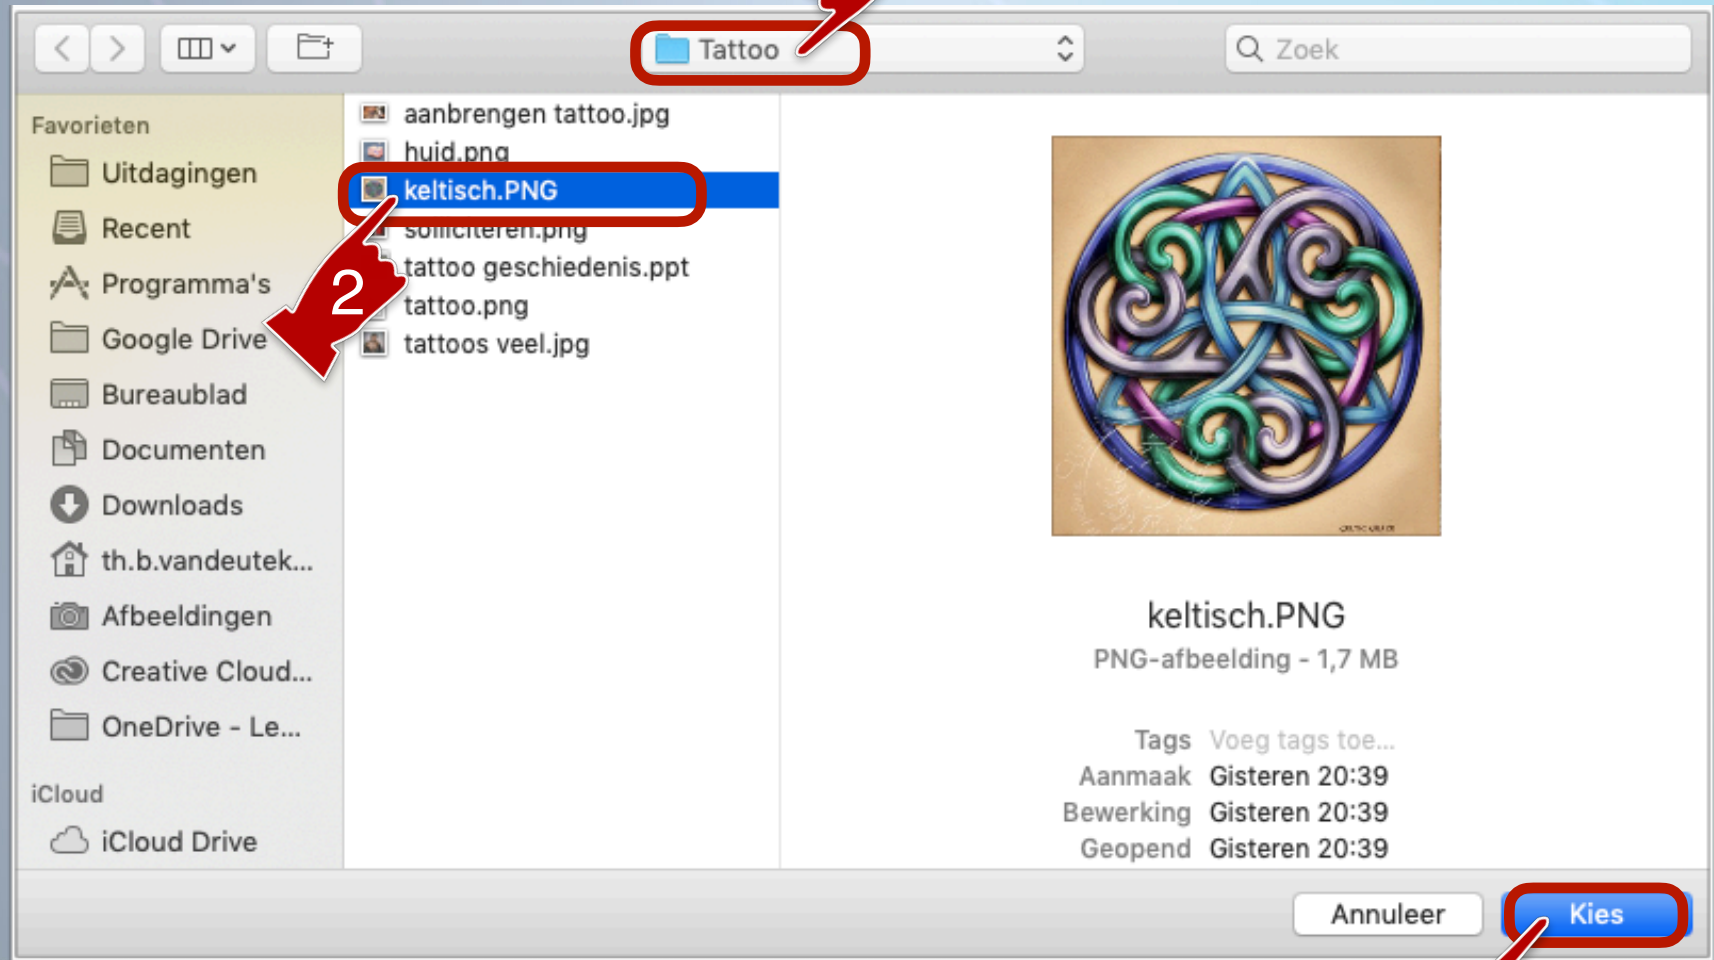 Tattoo
Zoek
Favorieten
Uitdagingen
Recent
Programma's
Google Drive
Bureaublad
Documenten
Downloads
th.b.vandeutek...
Afbeeldingen
Creative Cloud...
OneDrive - Le...
iCloud
iCloud Drive
aanbrengen tattoo.jpg
huid.png
keltisch.PNG
solliciteren.png
tattoo geschiedenis.ppt
tattoo.png
tattoos veel.jpg
2
keltisch.PNG
PNG-afbeelding - 1,7 MB
Tags Voeg tags toe...
Aanmaak Gisteren 20:39
Bewerking Gisteren 20:39
Geopend Gisteren 20:39
Annuleer
Kies